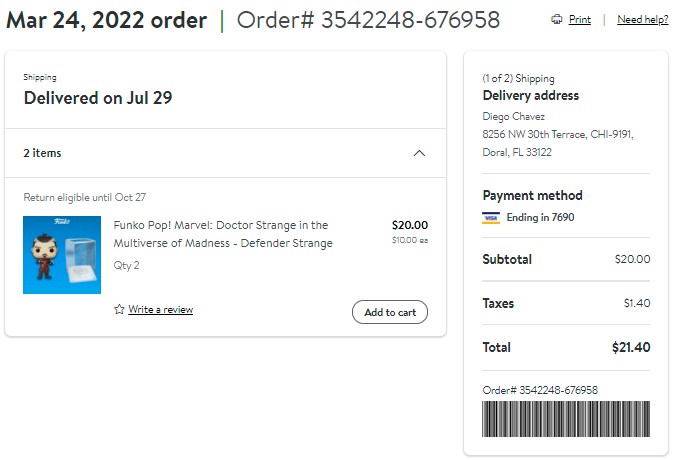 Mar 24, 2022 order | Order# 3542248-676958
Print | Need help?
Shipping
Delivered on Jul 29
2 items
Return eligible until Oct 27
Funko
Funko Pop! Marvel: Doctor Strange in the
Multiverse of Madness - Defender Strange
Qty 2
$20.00
$10.00 ea
Write a review
Add to cart
(1 of 2) Shipping
Delivery address
Diego Chavez
8256 NW 30th Terrace, CHI-9191,
Doral, FL 33122
Payment method
VISA Ending in 7690
Subtotal $20.00
Taxes $1.40
Total $21.40
Order# 3542248-676958